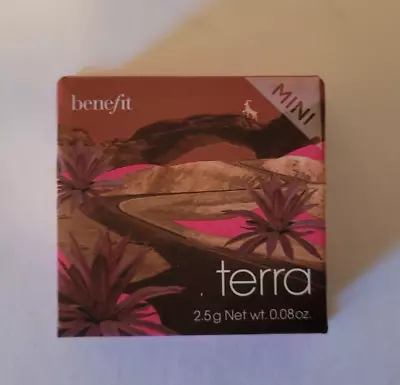 benefit
MINI
terra
2.5g Net wt. 0.08oz.